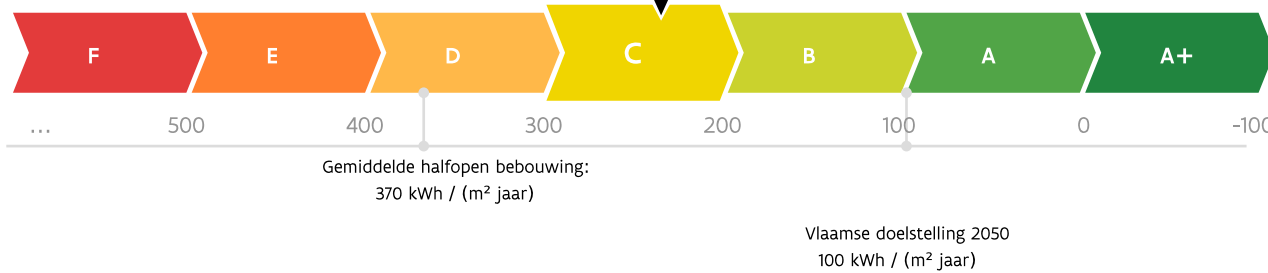 F E D C B A A+
... 500 400 300 200 100 0 -100
Gemiddelde halfopen bebouwing:
370 kWh / (m² jaar)
Vlaamse doelstelling 2050
100 kWh / (m² jaar)